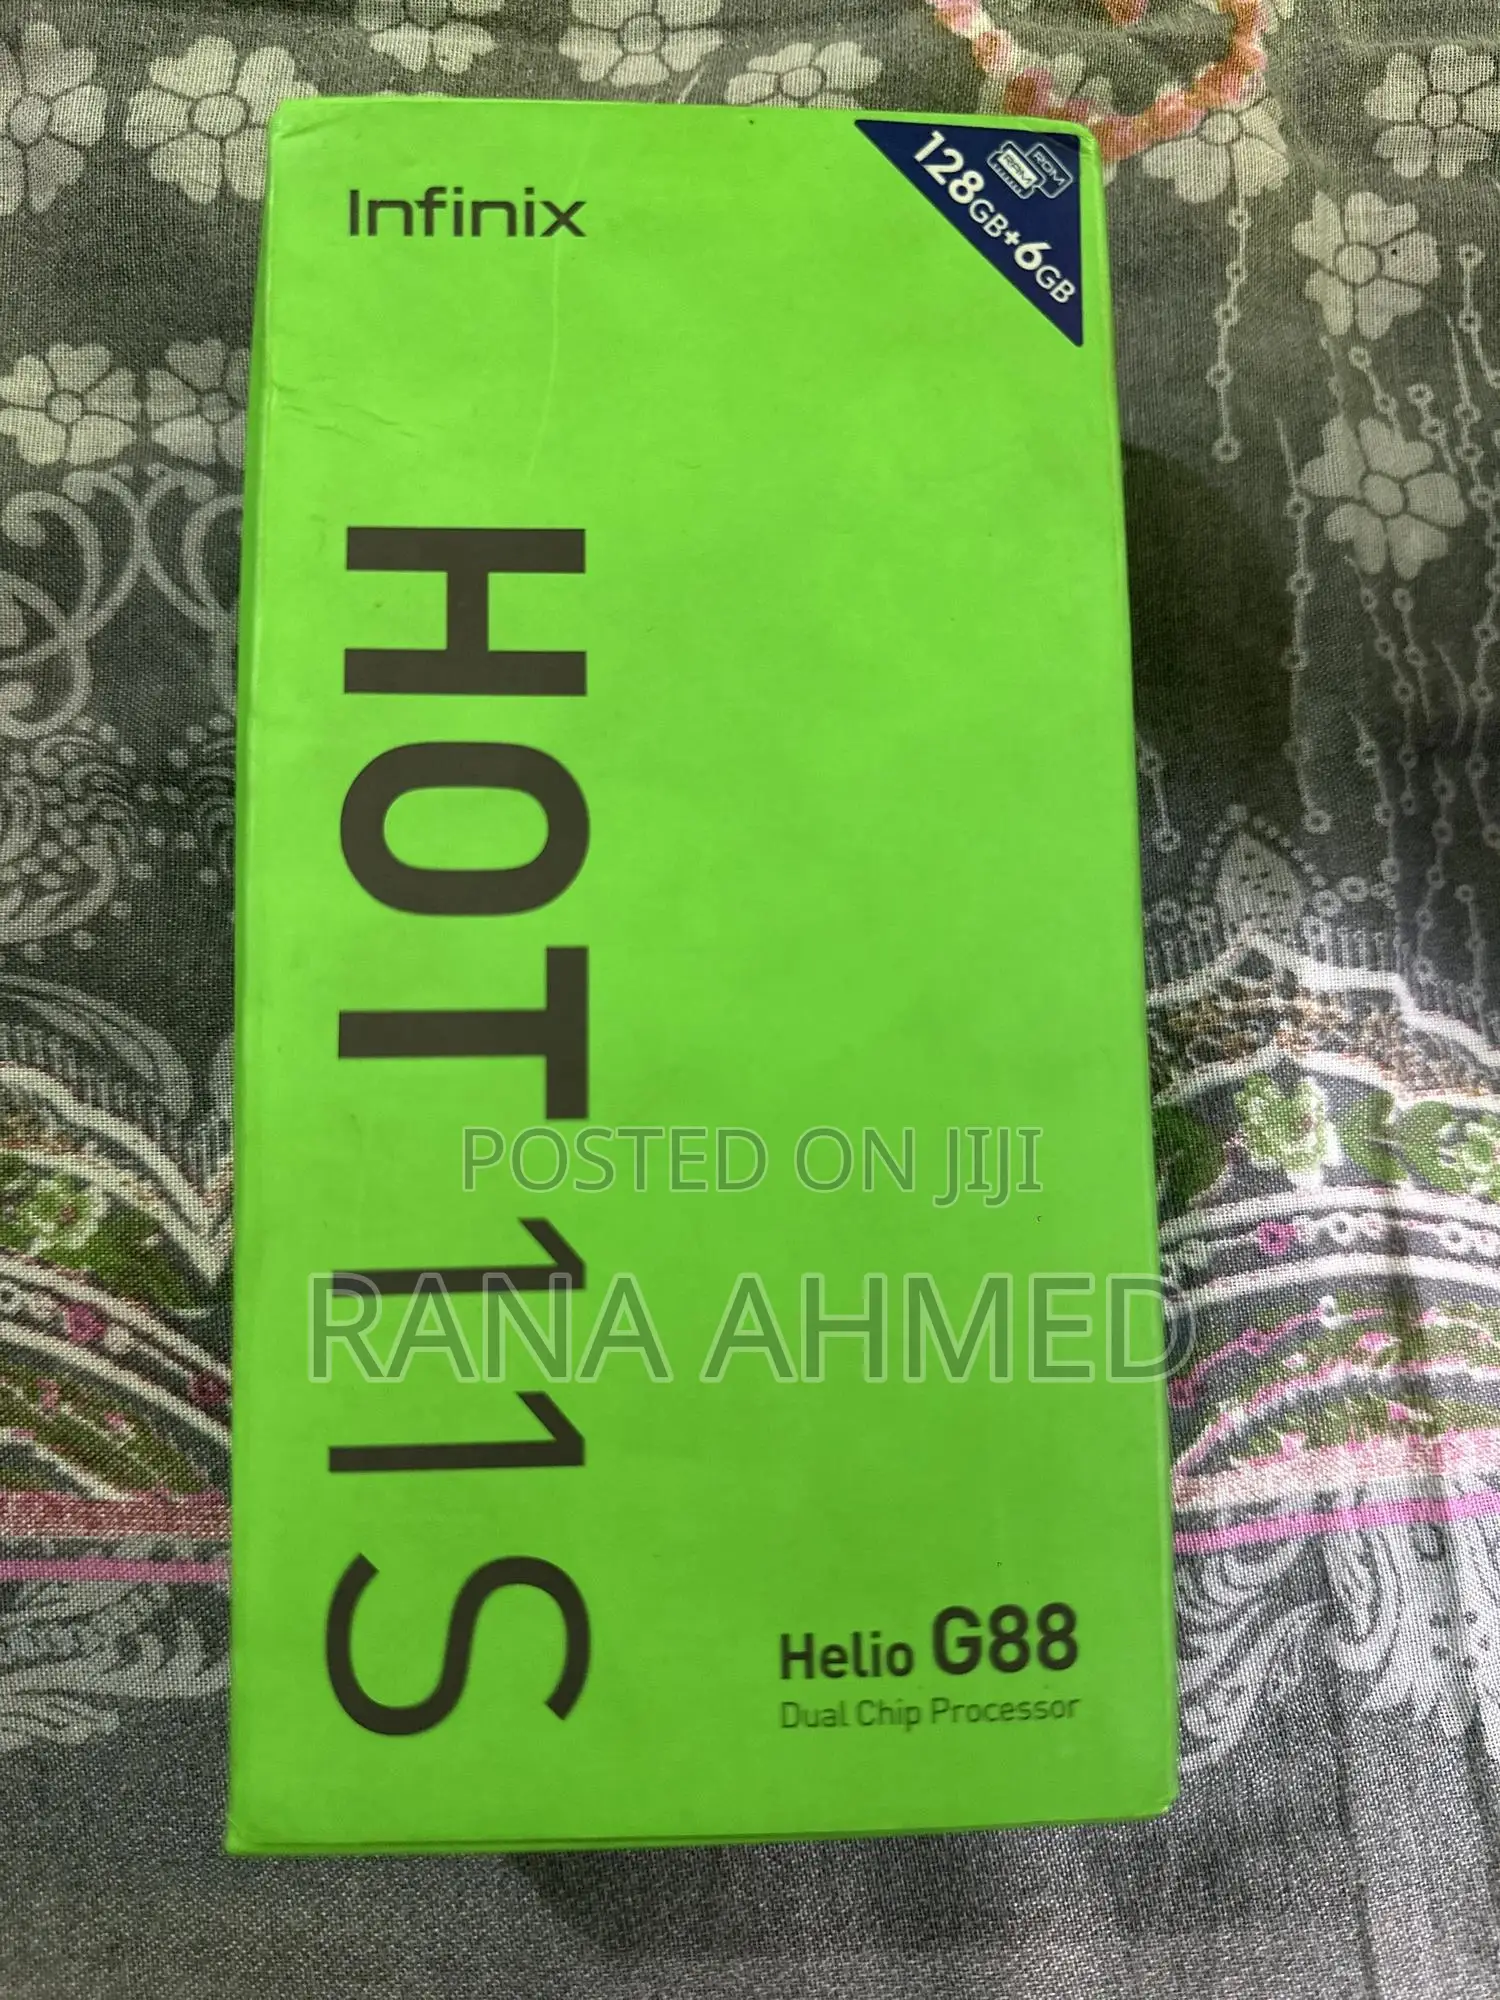 Infinix
ROM
RAM
128GB+6GB
HOT 11S
POSTED ON JIJI
RANA AHMED
Helio G88
Dual Chip Processor